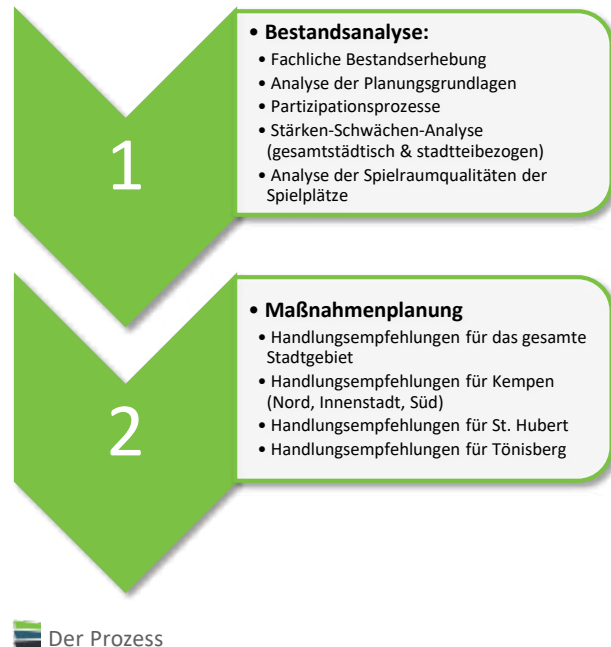 1
• Bestandsanalyse:
• Fachliche Bestandserhebung
• Analyse der Planungsgrundlagen
• Partizipationsprozesse
• Stärken-Schwächen-Analyse
(gesamtstädtisch & stadtteibezogen)
• Analyse der Spielraumqualitäten der
Spielplätze
2
• Maßnahmenplanung
• Handlungsempfehlungen für das gesamte
Stadtgebiet
• Handlungsempfehlungen für Kempen
(Nord, Innenstadt, Süd)
• Handlungsempfehlungen für St. Hubert
• Handlungsempfehlungen für Tönisberg
Der Prozess